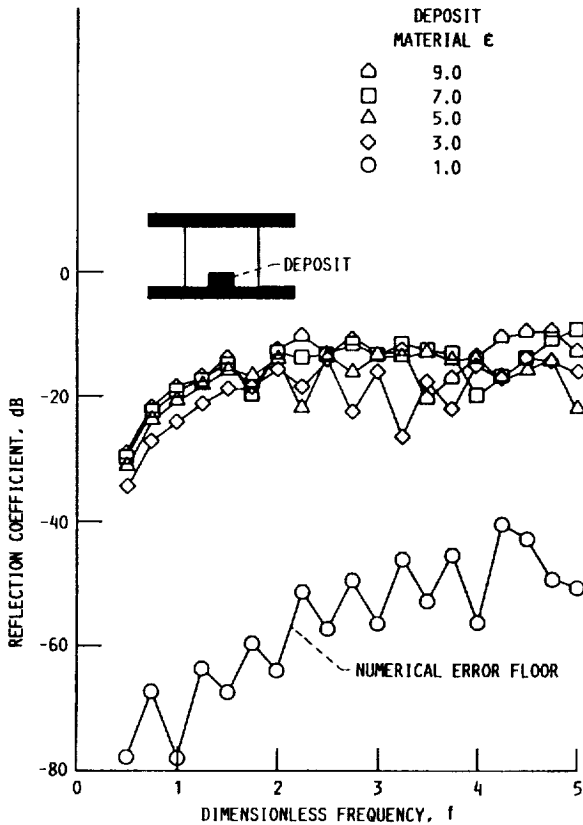 DEPOSIT
MATERIAL ε
9.0
7.0
5.0
3.0
1.0
DEPOSIT
0
-20
-40
-60
-80
REFLECTION COEFFICIENT, dB
NUMERICAL ERROR FLOOR
0 1 2 3 4 5
DIMENSIONLESS FREQUENCY, f